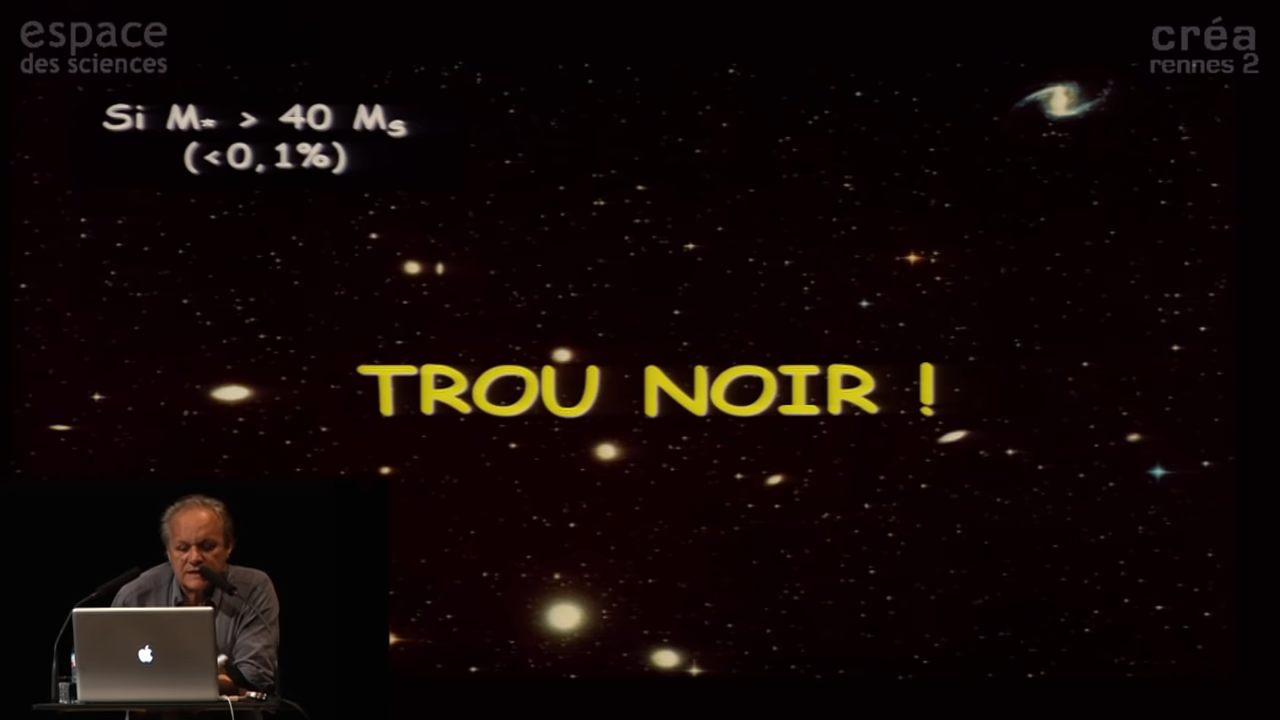 espace
des sciences
créa
rennes 2
Si M* > 40 Ms
(<0,1%)
TROU NOIR !